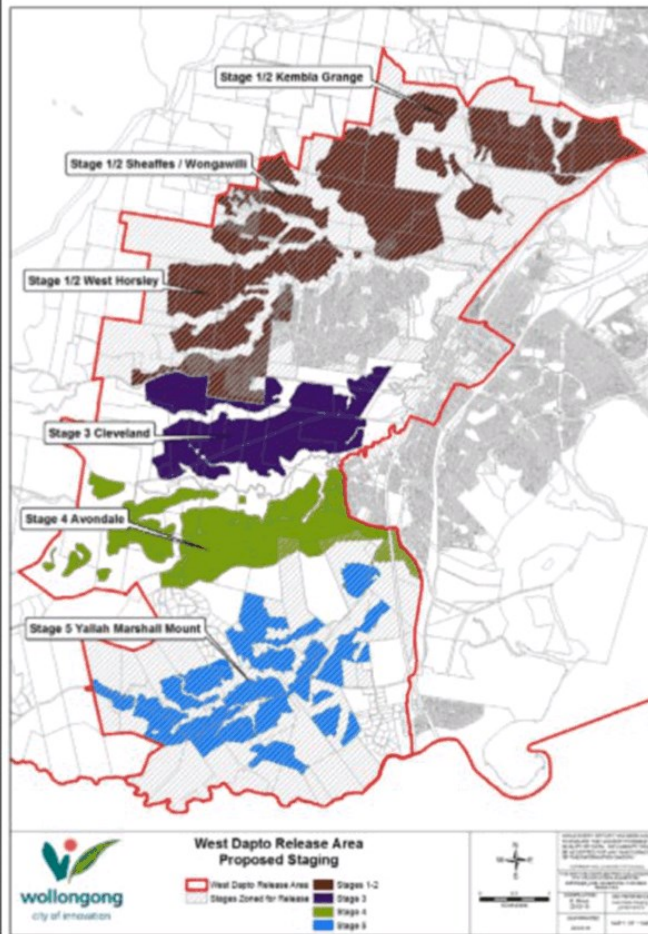 Stage 1/2 Kembla Grange
Stage 1/2 Sheaffes / Wongawilli
Stage 1/2 West Horsley
Stage 3 Cleveland
Stage 4 Avondale
Stage 5 Yallah Marshall Mount
wollongong
city of innovation
West Dapto Release Area
Proposed Staging
West Dapto Release Area
Stages Zoned for Release
Stages 1-2
Stage 3
Stage 4
Stage 5